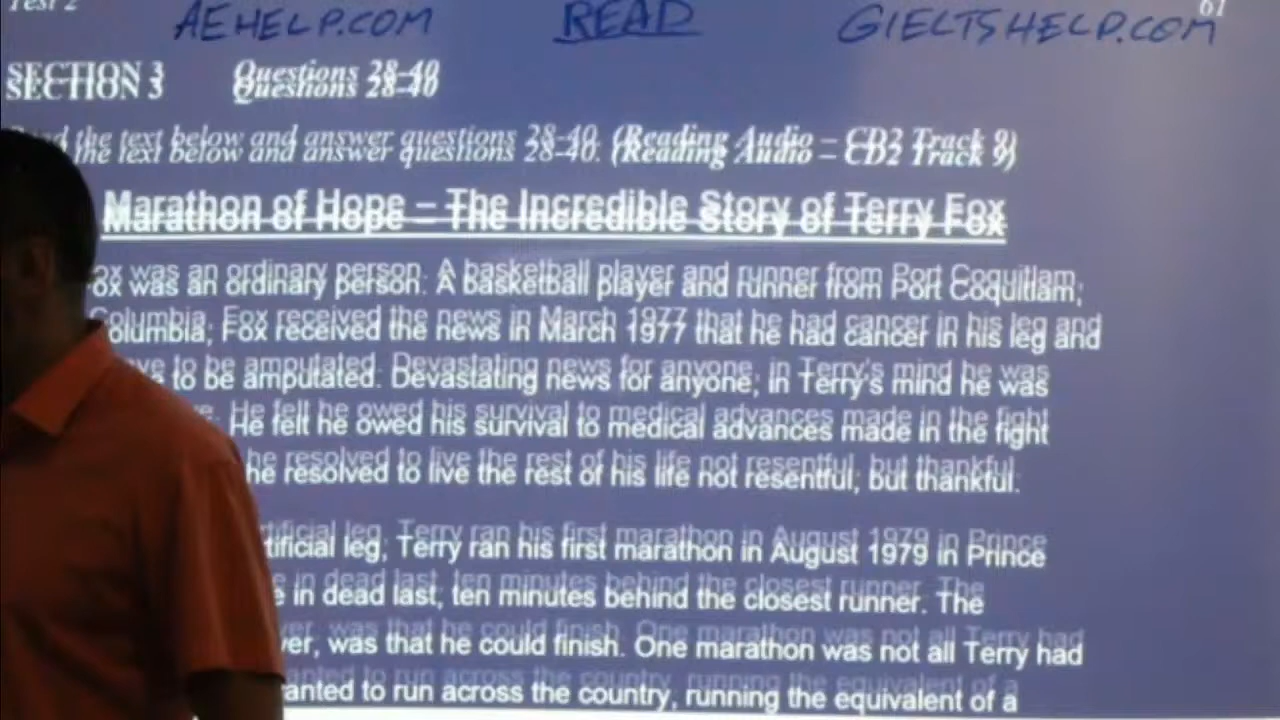 Test 2 61
AEHELP.COM READ GIELTSHELP.COM
SECTION 3 Questions 28-40
the text below and answer questions 28-40. (Reading Audio – CD2 Track 9)
Marathon of Hope – The Incredible Story of Terry Fox
ox was an ordinary person. A basketball player and runner from Port Coquitlam,
olumbia, Fox received the news in March 1977 that he had cancer in his leg and
ve to be amputated. Devastating news for anyone, in Terry's mind he was
e. He felt he owed his survival to medical advances made in the fight
he resolved to live the rest of his life not resentful, but thankful.
tificial leg, Terry ran his first marathon in August 1979 in Prince
e in dead last, ten minutes behind the closest runner. The
ver, was that he could finish. One marathon was not all Terry had
anted to run across the country, running the equivalent of a